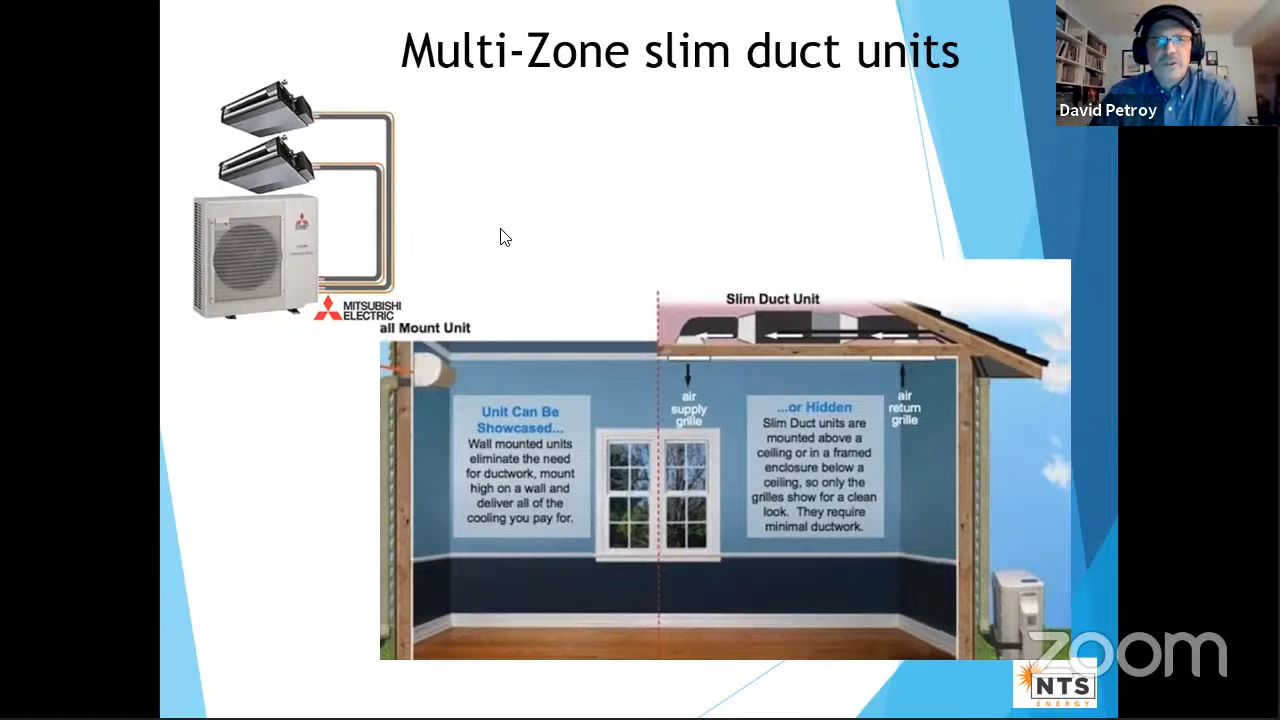 Multi-Zone slim duct units
David Petroy
MITSUBISHI
ELECTRIC
all Mount Unit
Slim Duct Unit
air
supply
grille
air
return
grille
Unit Can Be
Showcased...
Wall mounted units
eliminate the need
for ductwork, mount
high on a wall and
deliver all of the
cooling you pay for.
...or Hidden
Slim Duct units are
mounted above a
ceiling or in a framed
enclosure below a
ceiling, so only the
grilles show for a clean
look. They require
minimal ductwork.
zoom
NTS
ENERGY